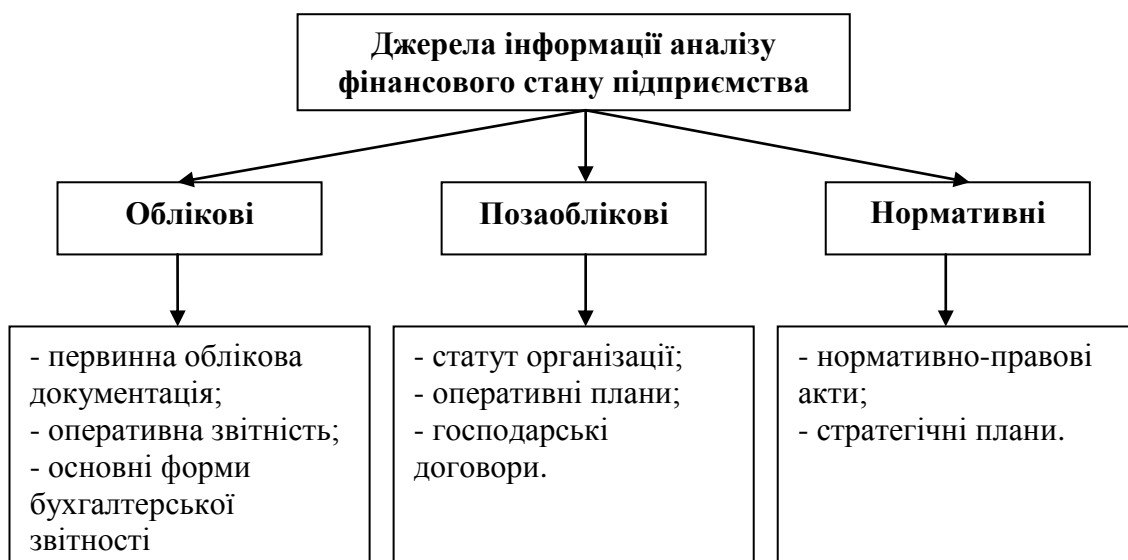 Джерела інформації аналізу
фінансового стану підприємства
Облікові
Позаоблікові
Нормативні
- первинна облікова
документація;
- оперативна звітність;
- основні форми
бухгалтерської
звітності
- статут організації;
- оперативні плани;
- господарські
договори.
- нормативно-правові
акти;
- стратегічні плани.